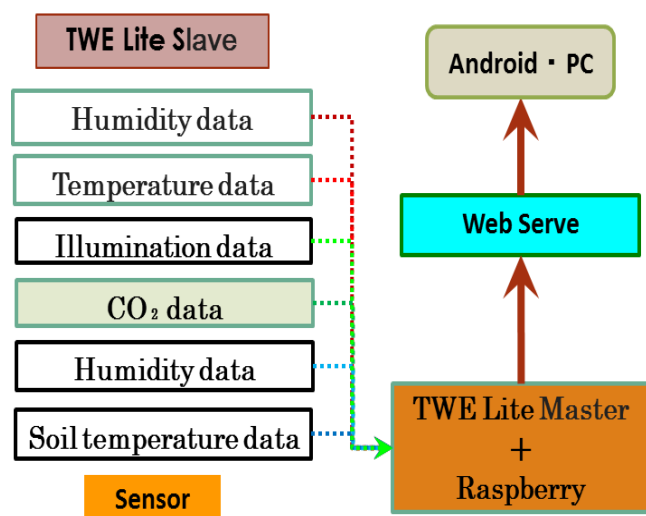 TWE Lite Slave
Humidity data
Temperature data
Illumination data
CO₂ data
Humidity data
Soil temperature data
Sensor
Android・PC
Web Serve
TWE Lite Master
+
Raspberry